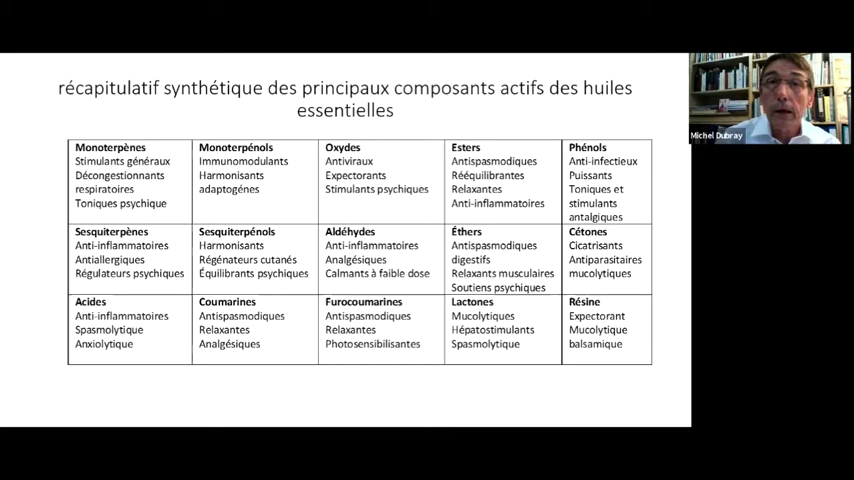 récapitulatif synthétique des principaux composants actifs des huiles
essentielles
Monoterpènes
Stimulants généraux
Décongestionnants
respiratoires
Toniques psychique
Monoterpénols
Immunomodulants
Harmonisants
adaptogénes
Oxydes
Antiviraux
Expectorants
Stimulants psychiques
Esters
Antispasmodiques
Rééquilibrantes
Relaxantes
Anti-inflammatoires
Phénols
Anti-infectieux
Puissants
Toniques et
stimulants
antalgiques
Sesquiterpènes
Anti-inflammatoires
Antiallergiques
Régulateurs psychiques
Sesquiterpénols
Harmonisants
Régénateurs cutanés
Équilibrants psychiques
Aldéhydes
Anti-inflammatoires
Analgésiques
Calmants à faible dose
Éthers
Antispasmodiques
digestifs
Relaxants musculaires
Soutiens psychiques
Cétones
Cicatrisants
Antiparasitaires
mucolytiques
Acides
Anti-inflammatoires
Spasmolytique
Anxiolytique
Coumarines
Antispasmodiques
Relaxantes
Analgésiques
Furocoumarines
Antispasmodiques
Relaxantes
Photosensibilisantes
Lactones
Mucolytiques
Hépatostimulants
Spasmolytique
Résine
Expectorant
Mucolytique
balsamique
Michel Dubray